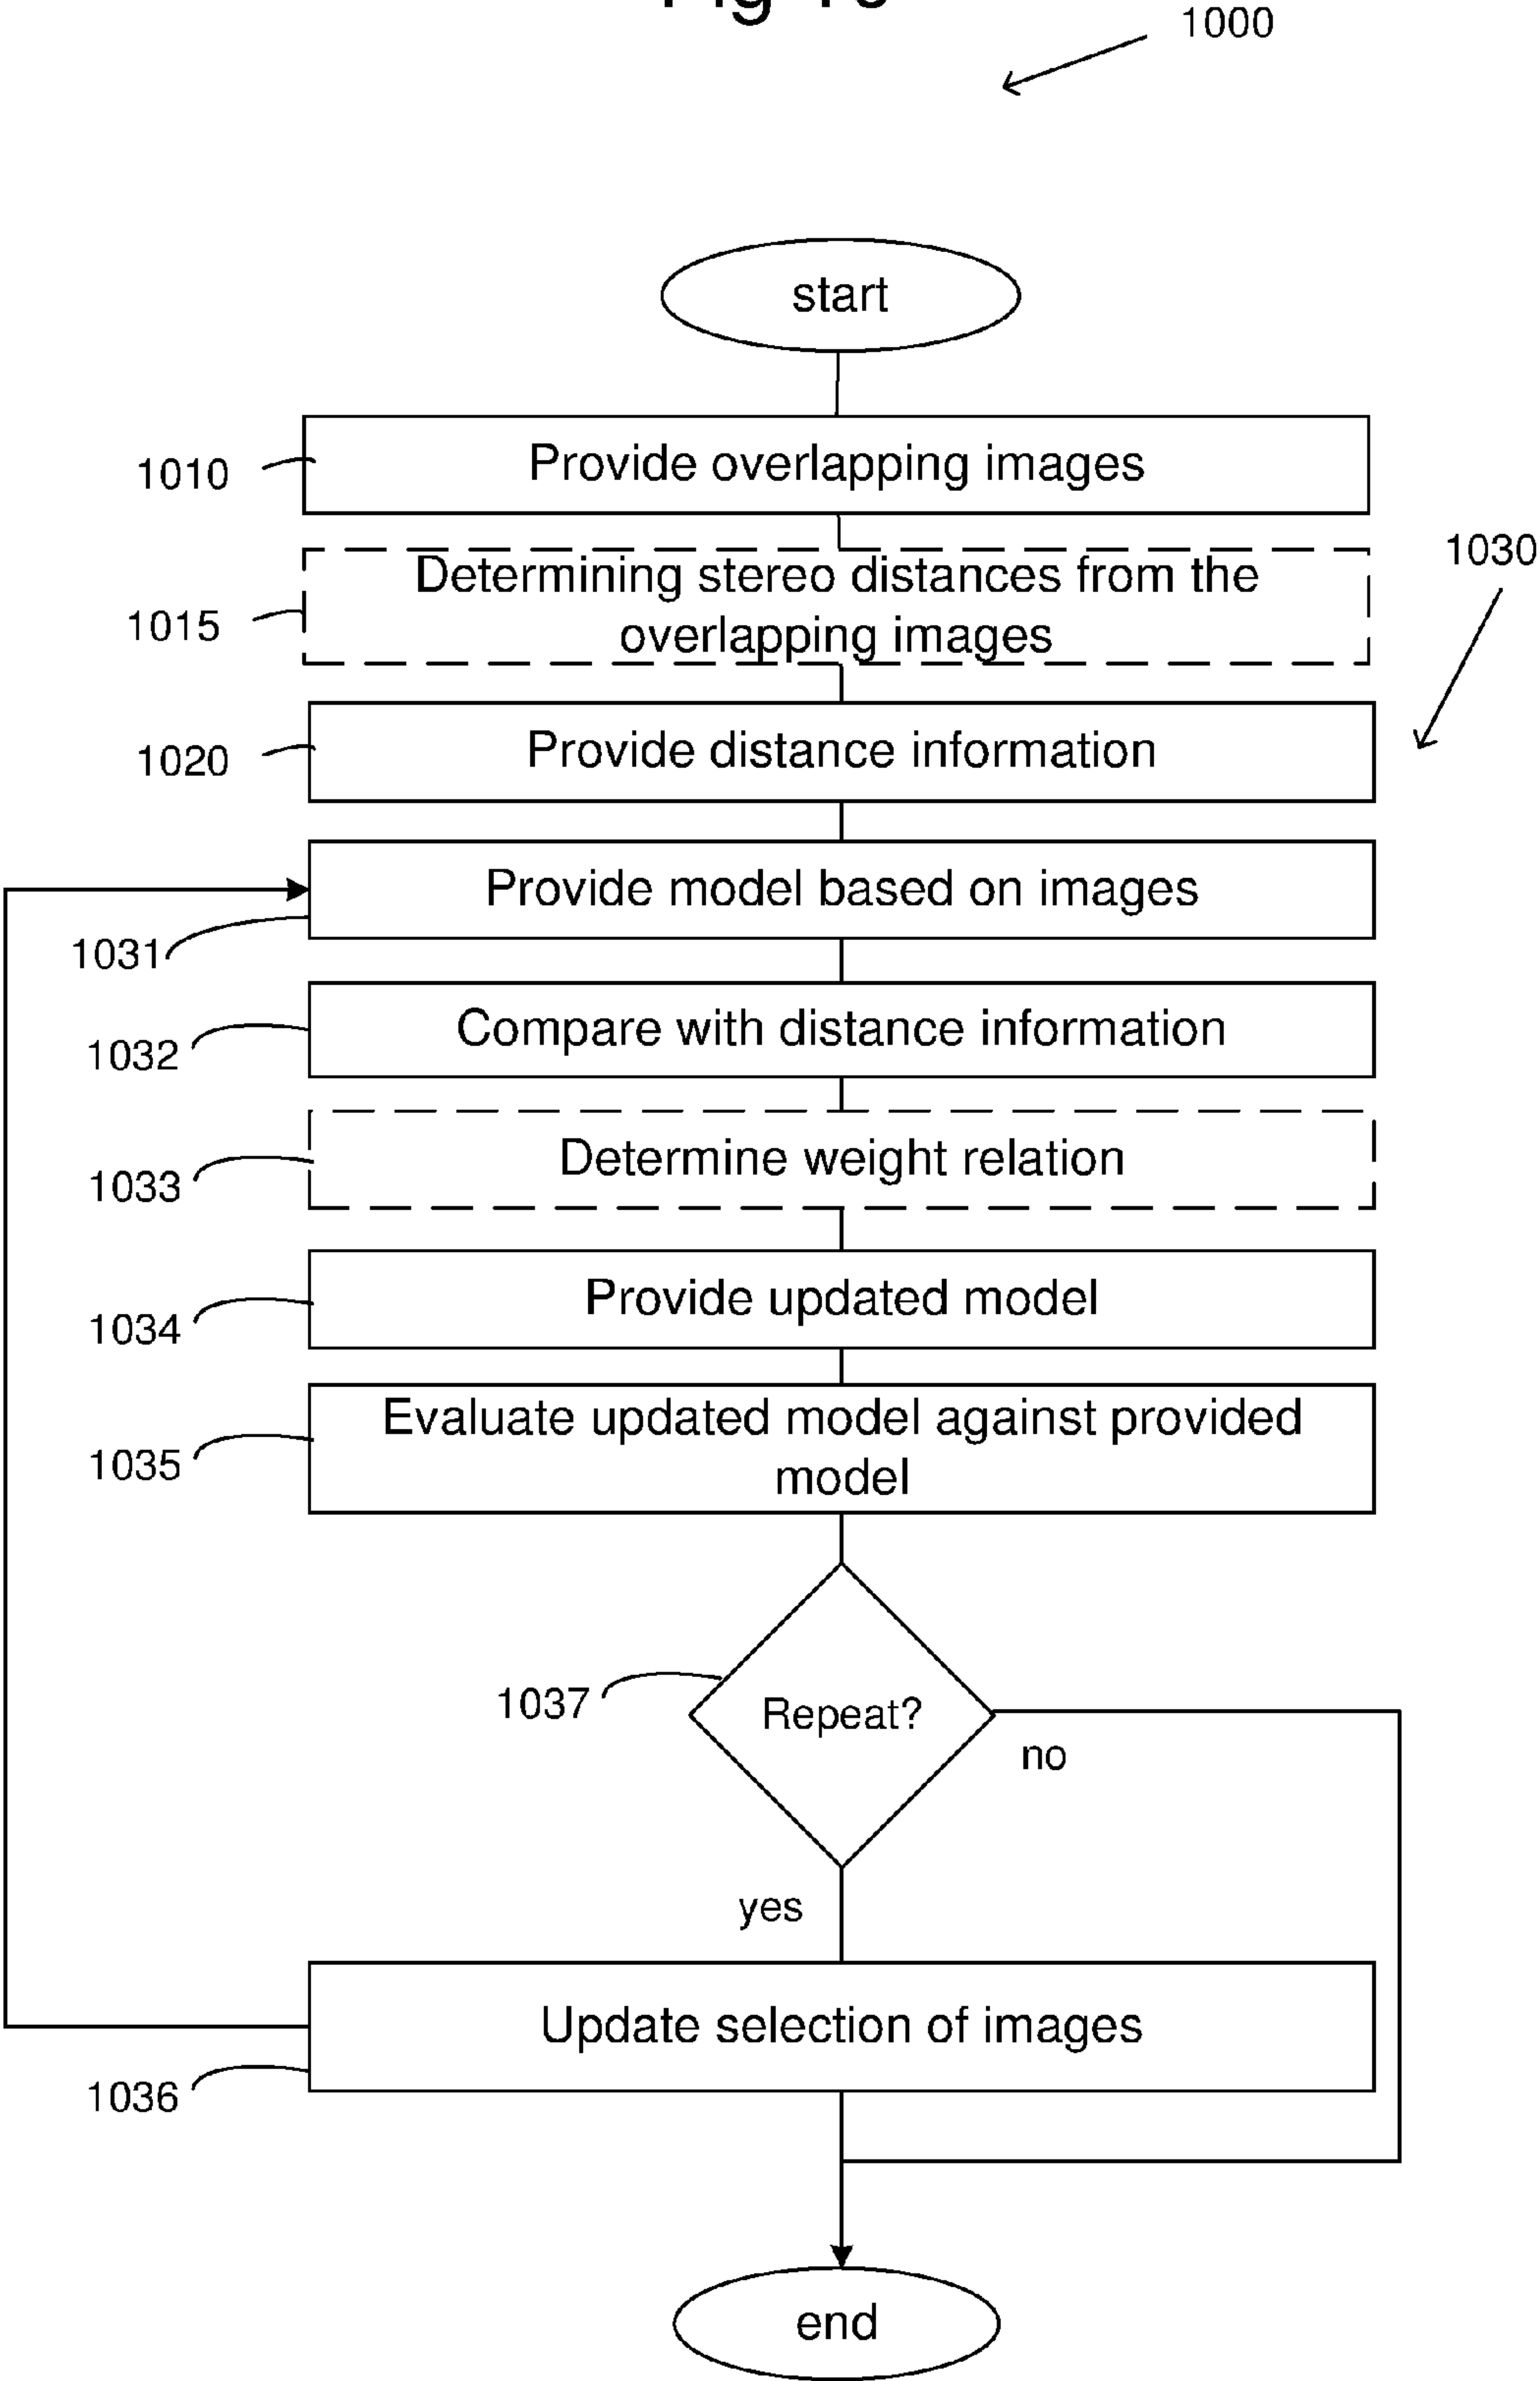 1000
start
1010
Provide overlapping images
1030
Determining stereo distances from the
overlapping images
1015
Provide distance information
1020
Provide model based on images
1031
Compare with distance information
1032
Determine weight relation
1033
Provide updated model
1034
Evaluate updated model against provided
model
1035
1037
Repeat?
no
yes
Update selection of images
1036
end